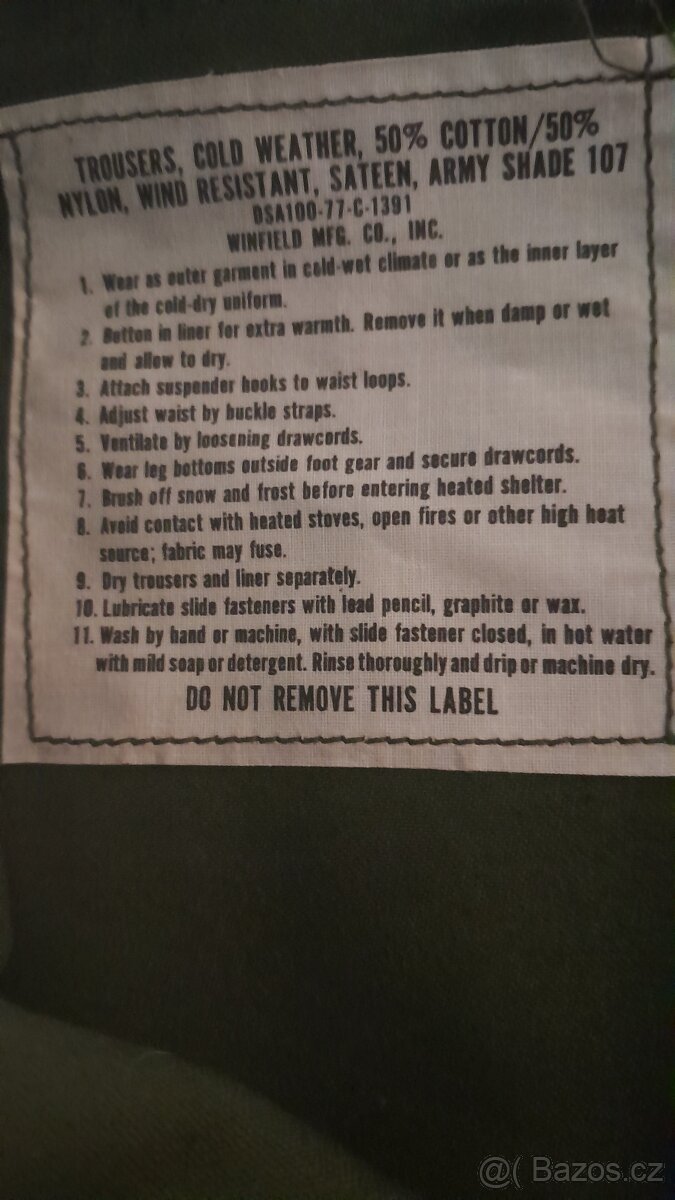 TROUSERS, COLD WEATHER, 50% COTTON/50%
NYLON, WIND RESISTANT, SATEEN, ARMY SHADE 107
DSA100-77-C-1391
WINFIELD MFG. CO., INC.
1. Wear as outer garment in cold-wet climate or as the inner layer
of the cold-dry uniform.
2. Button in liner for extra warmth. Remove it when damp or wet
and allow to dry.
3. Attach suspender hooks to waist loops.
4. Adjust waist by buckle straps.
5. Ventilate by loosening drawcords.
6. Wear leg bottoms outside foot gear and secure drawcords.
7. Brush off snow and frost before entering heated shelter.
8. Avoid contact with heated stoves, open fires or other high heat
source; fabric may fuse.
9. Dry trousers and liner separately.
10. Lubricate slide fasteners with lead pencil, graphite or wax.
11. Wash by hand or machine, with slide fastener closed, in hot water
with mild soap or detergent. Rinse thoroughly and drip or machine dry.
DO NOT REMOVE THIS LABEL
@( Bazos.cz